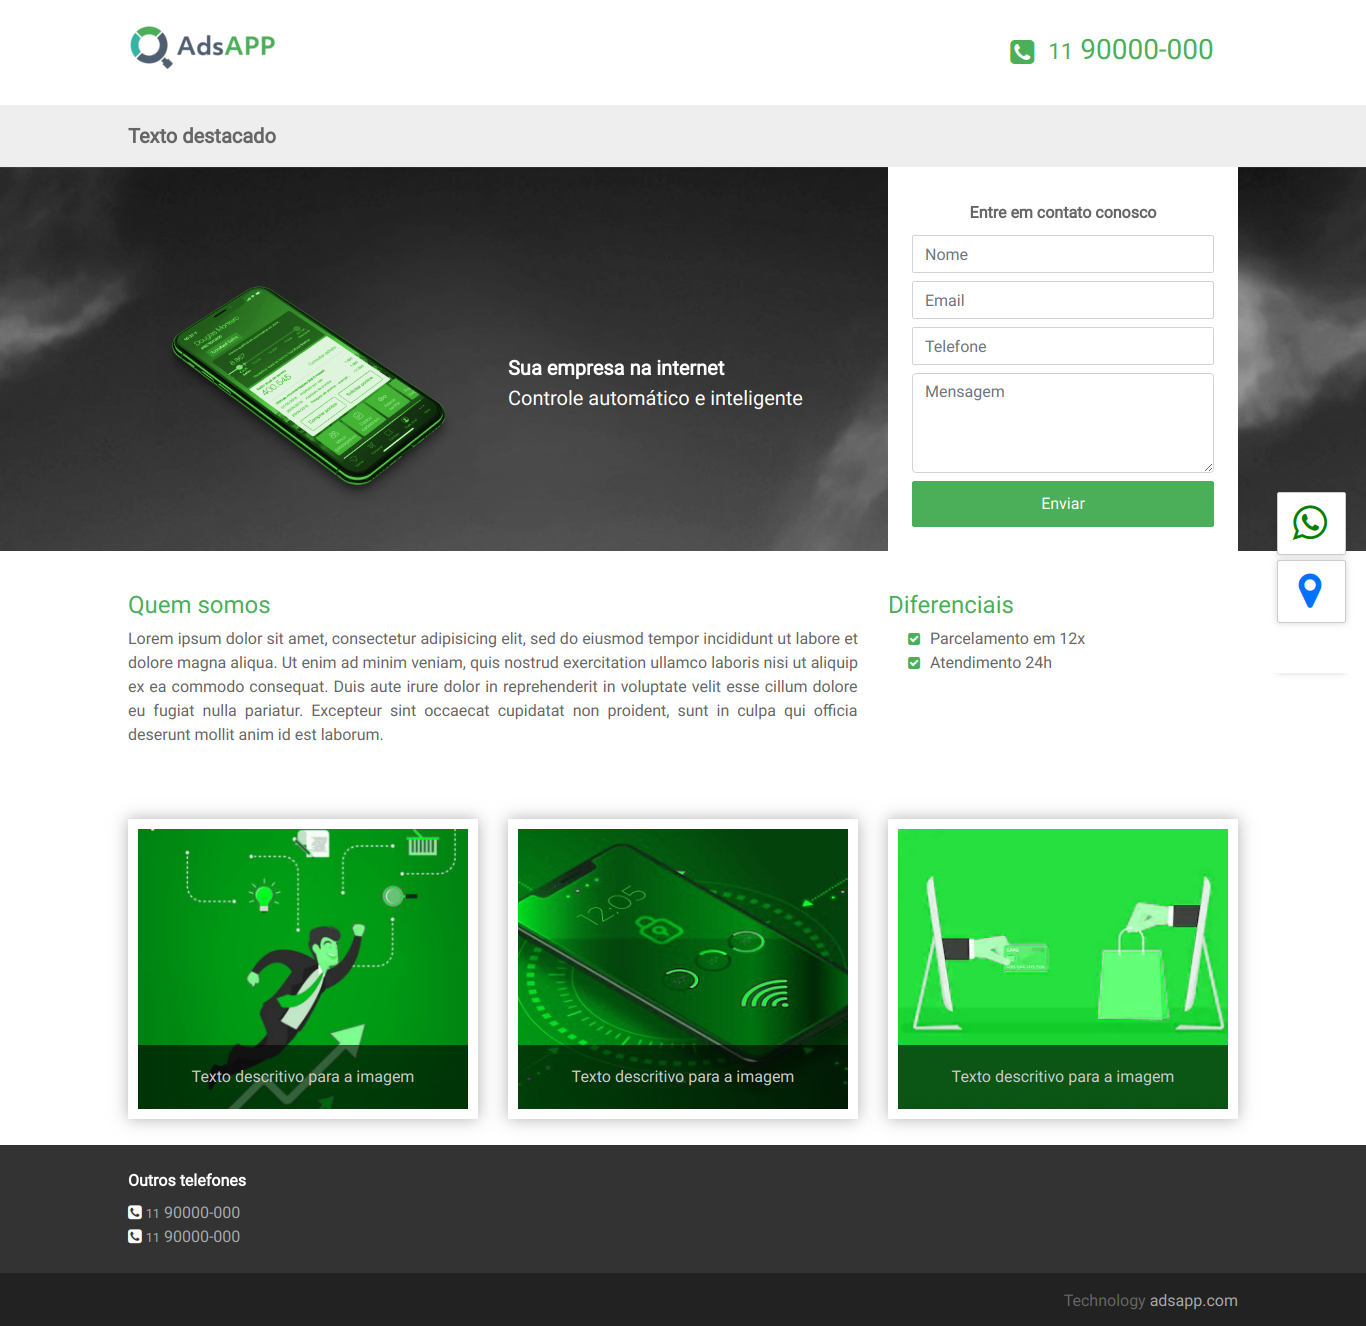 AdsAPP
11 90000-000
Texto destacado
Entre em contato conosco
Nome
Email
Telefone
Mensagem
Enviar
400.545
Sua empresa na internet
Controle automático e inteligente
Quem somos
Lorem ipsum dolor sit amet, consectetur adipisicing elit, sed do eiusmod tempor incididunt ut labore et
dolore magna aliqua. Ut enim ad minim veniam, quis nostrud exercitation ullamco laboris nisi ut aliquip
ex ea commodo consequat. Duis aute irure dolor in reprehenderit in voluptate velit esse cillum dolore
eu fugiat nulla pariatur. Excepteur sint occaecat cupidatat non proident, sunt in culpa qui officia
deserunt mollit anim id est laborum.
Diferenciais
Parcelamento em 12x
Atendimento 24h
Texto descritivo para a imagem
12:05
Texto descritivo para a imagem
Texto descritivo para a imagem
Outros telefones
11 90000-000
11 90000-000
Technology adsapp.com